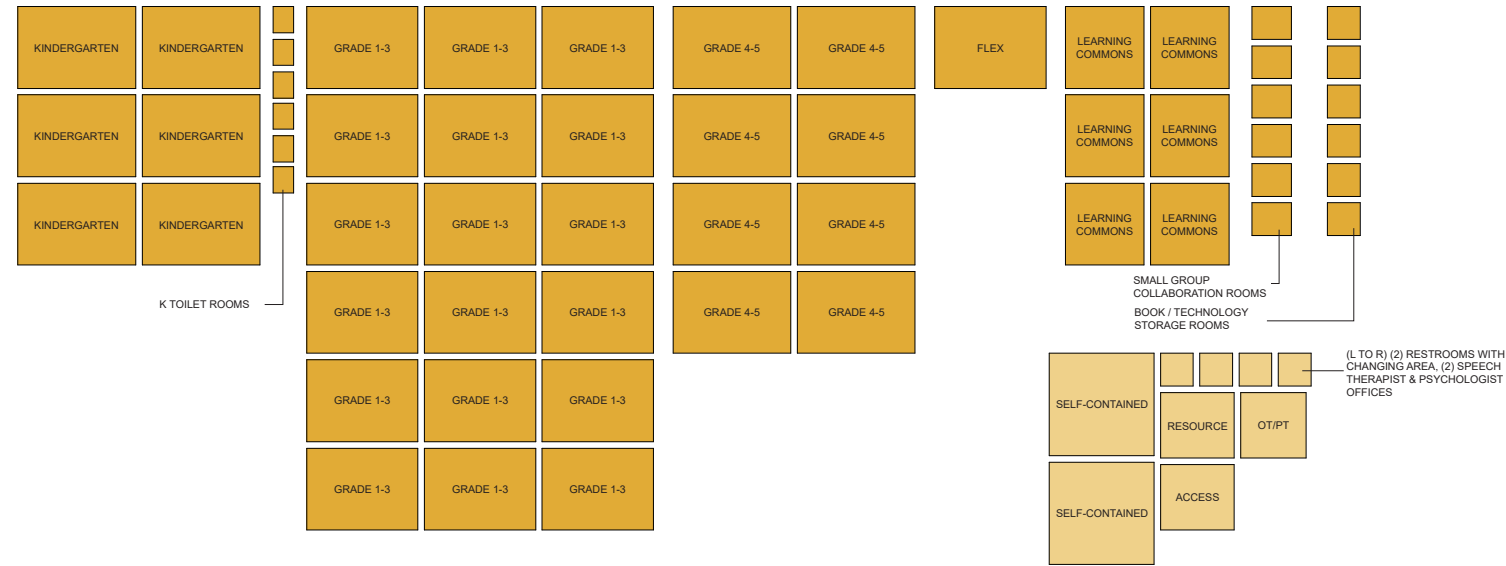 KINDERGARTEN
KINDERGARTEN
GRADE 1-3
GRADE 1-3
GRADE 1-3
GRADE 4-5
GRADE 4-5
FLEX
LEARNING
COMMONS
LEARNING
COMMONS
KINDERGARTEN
KINDERGARTEN
GRADE 1-3
GRADE 1-3
GRADE 1-3
GRADE 4-5
GRADE 4-5
LEARNING
COMMONS
LEARNING
COMMONS
KINDERGARTEN
KINDERGARTEN
GRADE 1-3
GRADE 1-3
GRADE 1-3
GRADE 4-5
GRADE 4-5
LEARNING
COMMONS
LEARNING
COMMONS
K TOILET ROOMS
GRADE 1-3
GRADE 1-3
GRADE 1-3
GRADE 4-5
GRADE 4-5
SMALL GROUP
COLLABORATION ROOMS
BOOK / TECHNOLOGY
STORAGE ROOMS
GRADE 1-3
GRADE 1-3
GRADE 1-3
(L TO R) (2) RESTROOMS WITH
CHANGING AREA, (2) SPEECH
THERAPIST & PSYCHOLOGIST
OFFICES
SELF-CONTAINED
RESOURCE
OT/PT
GRADE 1-3
GRADE 1-3
GRADE 1-3
SELF-CONTAINED
ACCESS